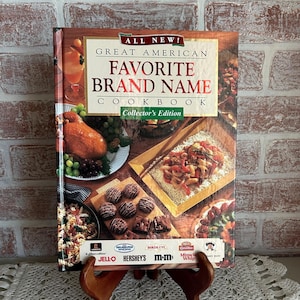 ALL NEW!
GREAT AMERICAN
FAVORITE
BRAND NAME
COOKBOOK
Collector's Edition
JELL-O
HERSHEY'S
m&m's